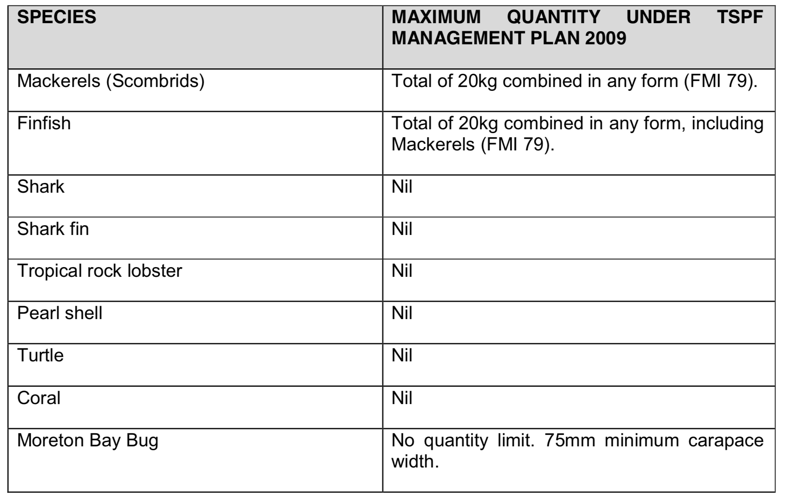 SPECIES
MAXIMUM QUANTITY UNDER TSPF
MANAGEMENT PLAN 2009
Mackerels (Scombrids)
Total of 20kg combined in any form (FMI 79).
Finfish
Total of 20kg combined in any form, including
Mackerels (FMI 79).
Shark
Nil
Shark fin
Nil
Tropical rock lobster
Nil
Pearl shell
Nil
Turtle
Nil
Coral
Nil
Moreton Bay Bug
No quantity limit. 75mm minimum carapace
width.